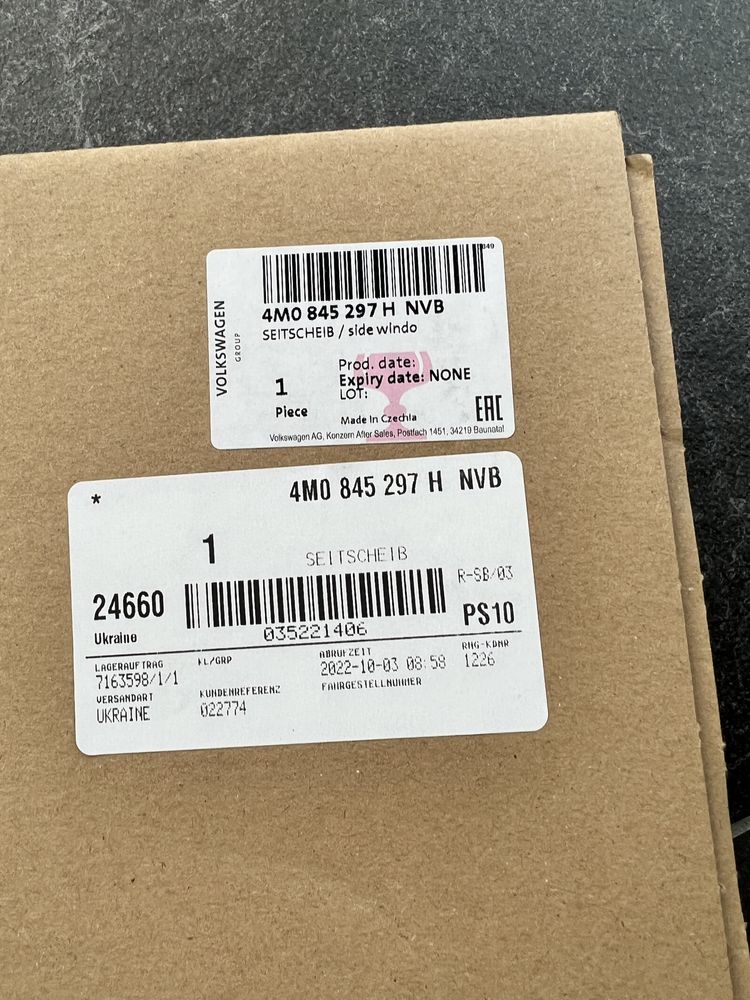 349
4M0 845 297 H NVB
SEITSCHEIB / side windo
VOLKSWAGEN
GROUP
Prod. date:
1
Expiry date: NONE
Piece
LOT:
EAC
Made in Czechia
Volkswagen AG, Konzern After Sales, Postfach 1451, 34219 Baunatal
* 4M0 845 297 H NVB
1 SEITSCHEIB
R-SB/03
24660
PS10
Ukraine
035221406
LAGERAUFTRAG KL/GRP ABRUFZEIT RNG-KDNR
7163598/1/1 2022-10-03 08:58 1226
VERSANDART KUNDENREFERENZ FAHRGESTELLNUMMER
UKRAINE 022774